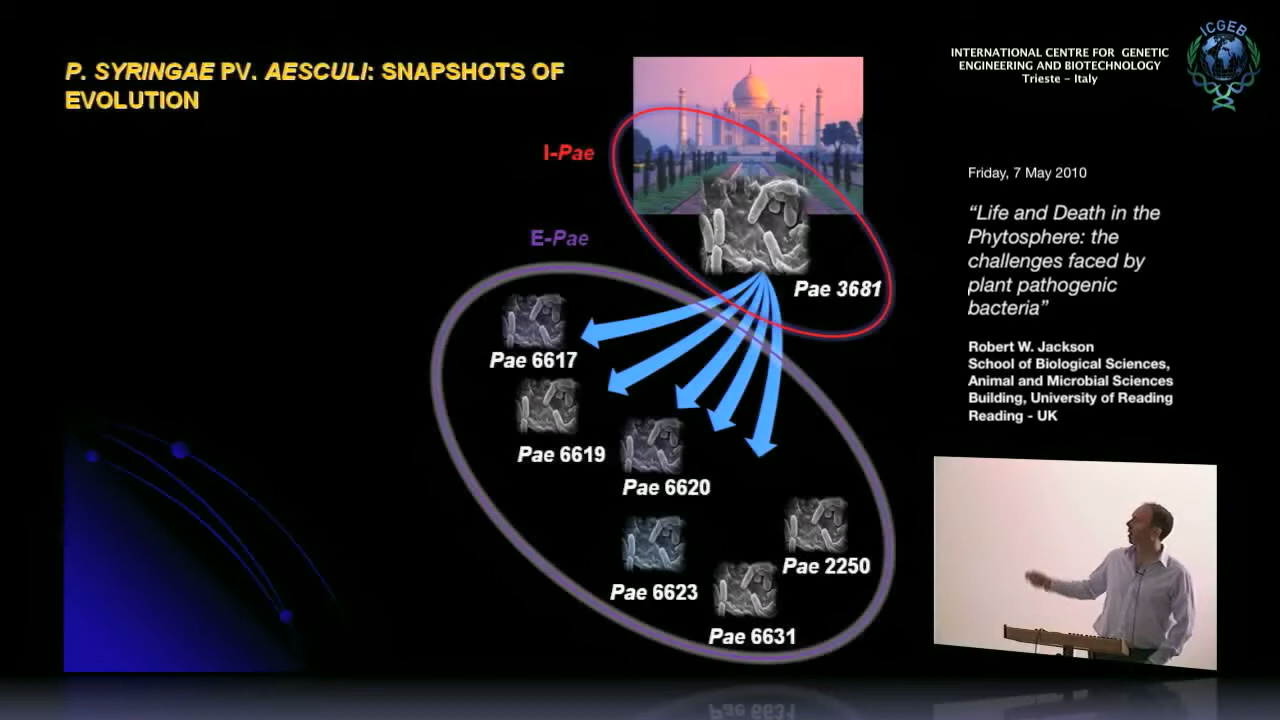 P. SYRINGAE PV. AESCULI: SNAPSHOTS OF
EVOLUTION
I-Pae
E-Pae
Pae 3681
Pae 6617
Pae 6619
Pae 6620
Pae 2250
Pae 6623
Pae 6631
INTERNATIONAL CENTRE FOR GENETIC
ENGINEERING AND BIOTECHNOLOGY
Trieste – Italy
ICGEB
Friday, 7 May 2010
“Life and Death in the
Phytosphere: the
challenges faced by
plant pathogenic
bacteria”
Robert W. Jackson
School of Biological Sciences,
Animal and Microbial Sciences
Building, University of Reading
Reading - UK